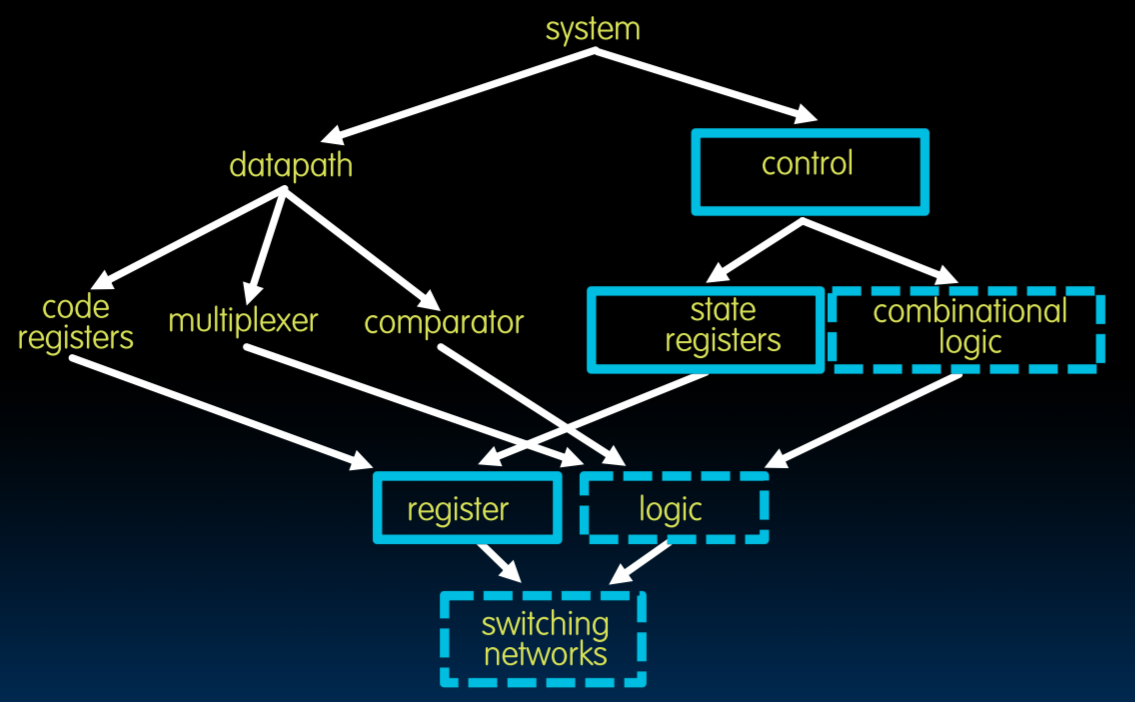 system
datapath
control
code
registers
multiplexer
comparator
state
registers
combinational
logic
register
logic
switching
networks